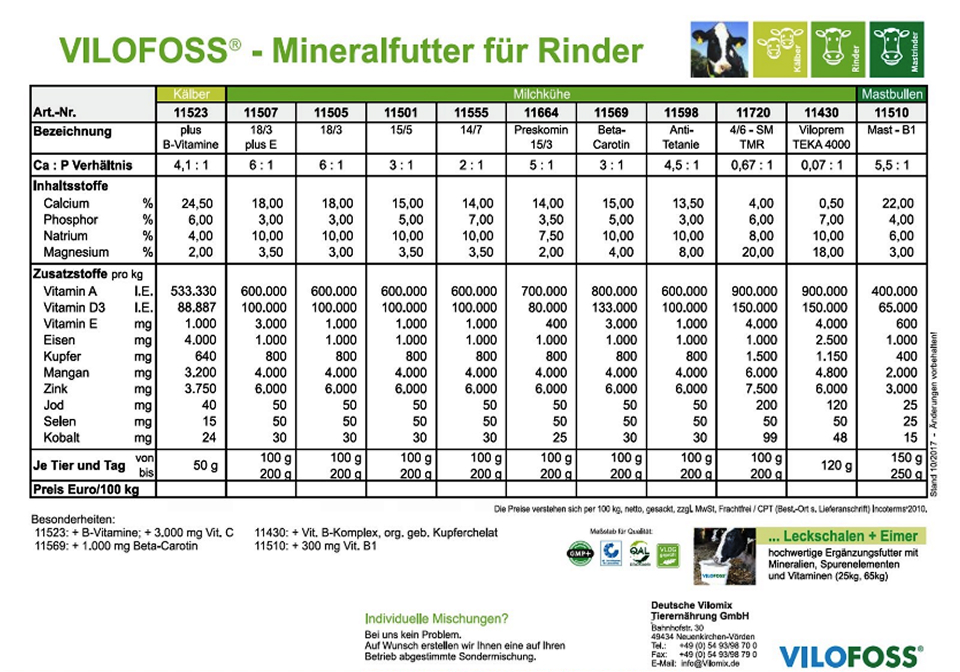 VILOFOSS® - Mineralfutter für Rinder
Kälber
Rinder
Mastrinder
Kälber Milchkühe Mastbullen
Art.-Nr. 11523 11507 11505 11501 11555 11664 11569 11598 11720 11430 11510
Bezeichnung plus 18/3 18/3 15/5 14/7 Preskomin Beta- Anti- 4/6 - SM Viloprem Mast - B1
B-Vitamine plus E 15/3 Carotin Tetanie TMR TEKA 4000
Ca : P Verhältnis 4,1 : 1 6 : 1 6 : 1 3 : 1 2 : 1 5 : 1 3 : 1 4,5 : 1 0,67 : 1 0,07 : 1 5,5 : 1
Inhaltsstoffe
Calcium % 24,50 18,00 18,00 15,00 14,00 14,00 15,00 13,50 4,00 0,50 22,00
Phosphor % 6,00 3,00 3,00 5,00 7,00 3,50 5,00 3,00 6,00 7,00 4,00
Natrium % 4,00 10,00 10,00 10,00 10,00 7,50 10,00 10,00 8,00 10,00 6,00
Magnesium % 2,00 3,50 3,00 3,50 3,50 2,00 4,00 8,00 20,00 18,00 3,00
Zusatzstoffe pro kg
Vitamin A I.E. 533.330 600.000 600.000 600.000 600.000 700.000 800.000 600.000 900.000 900.000 400.000
Vitamin D3 I.E. 88.887 100.000 100.000 100.000 100.000 80.000 133.000 100.000 150.000 150.000 65.000
Vitamin E mg 1.000 3,000 1,000 1,000 1,000 400 3,000 1,000 4.000 4.000 600
Eisen mg 4.000 1.000 1.000 1.000 1.000 1.000 1.000 1.000 1.000 2.500 1.000
Kupfer mg 640 800 800 800 800 800 800 800 1.500 1.150 400
Mangan mg 3.200 4.000 4.000 4.000 4.000 4.000 4.000 4.000 6.000 4.800 2.000
Zink mg 3.750 6.000 6.000 6.000 6.000 6.000 6.000 6.000 7.500 6.000 3.000
Jod mg 40 50 50 50 50 50 50 50 200 120 25
Selen mg 15 50 50 50 50 50 50 50 50 50 25
Kobalt mg 24 30 30 30 30 25 30 30 99 48 15
Je Tier und Tag von 50 g 100 g 100 g 100 g 100 g 100 g 100 g 100 g 100 g 120 g 150 g
bis 200 g 200 g 200 g 200 g 200 g 200 g 200 g 200 g 250 g
Preis Euro/100 kg
Stand 10/2017 - Änderungen vorbehalten!
Die Preise verstehen sich per 100 kg, netto, gesackt, zzgl. MwSt, Frachtfrei / CPT (Best.-Ort s. Lieferanschrift) Incoterms®2010.
Besonderheiten:
11523: + B-Vitamine; + 3.000 mg Vit. C 11430: + Vit. B-Komplex, org. geb. Kupferchelat
11569: + 1.000 mg Beta-Carotin 11510: + 300 mg Vit. B1
Maßstab für Qualität:
GMP+
QAL
VLOG
geprüft
VILOFOSS
... Leckschalen + Eimer
hochwertige Ergänzungsfutter mit
Mineralien, Spurenelementen
und Vitaminen (25kg, 65kg)
Individuelle Mischungen?
Bei uns kein Problem.
Auf Wunsch erstellen wir Ihnen eine auf Ihren
Betrieb abgestimmte Sondermischung.
Deutsche Vilomix
Tierernährung GmbH
Bahnhofstr. 30
49434 Neuenkirchen-Vörden
Tel.: +49 (0) 54 93/98 70 0
Fax: +49 (0) 54 93/98 79 0
E-Mail: info@Vilomix.de
VILOFOSS®